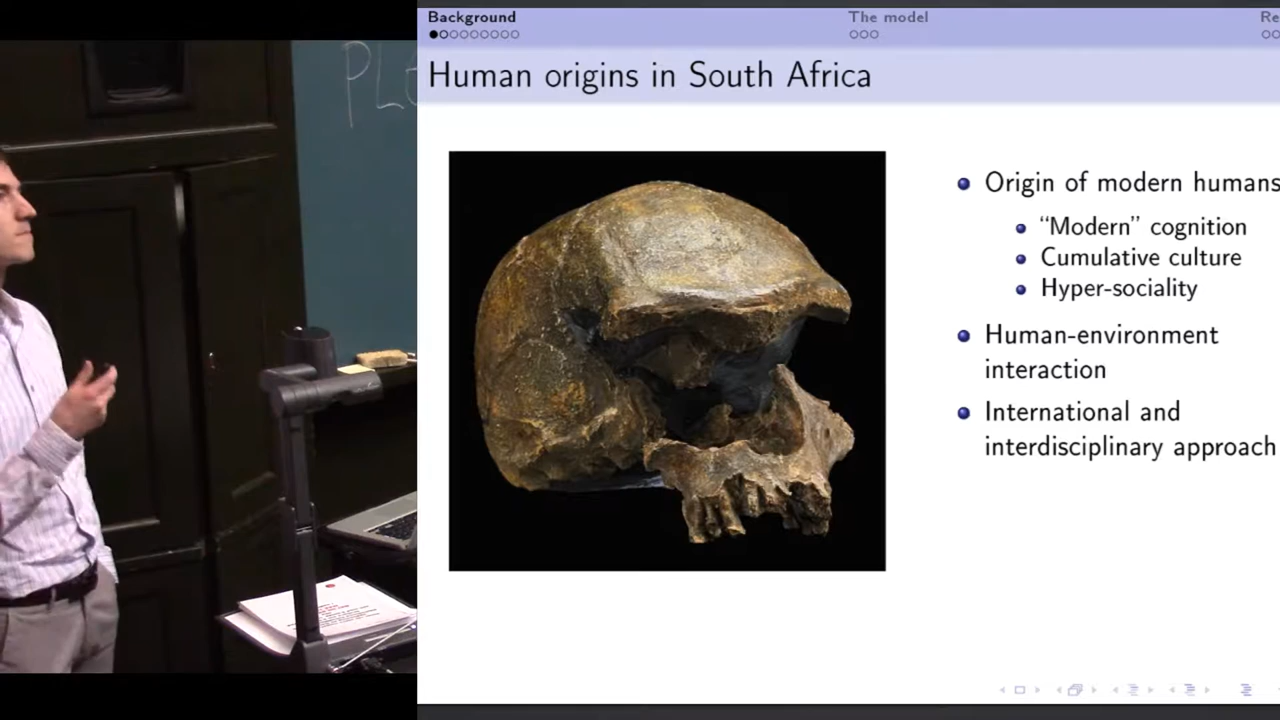 Background
The model
Human origins in South Africa
Origin of modern humans
“Modern” cognition
Cumulative culture
Hyper-sociality
Human-environment
interaction
International and
interdisciplinary approach